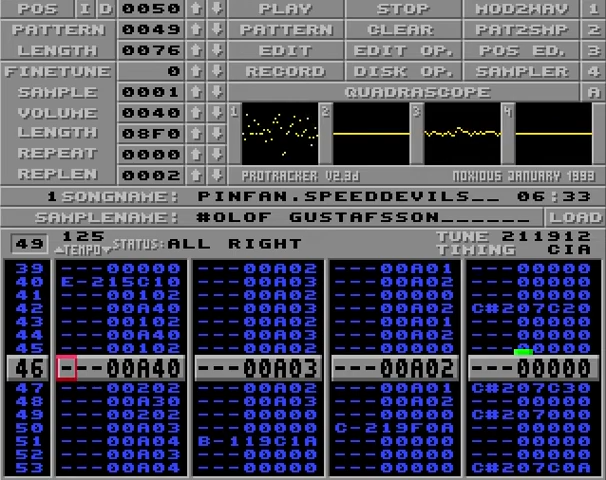 POS I D 0050 PLAY STOP MOD2WAV 1
PATTERN 0049 PATTERN CLEAR PAT2SMP 2
LENGTH 0076 EDIT EDIT OP. POS ED. 3
FINETUNE 0 RECORD DISK OP. SAMPLER 4
SAMPLE 0001 QUADRASCOPE A
VOLUME 0040 1 2 3 4
LENGTH 08F0
REPEAT 0000
REPLEN 0002 PROTRACKER V2.3d NOXIOUS JANUARY 1993
1 SONGNAME: PINFAN.SPEEDDEVILS__ 06:33
SAMPLENAME: #OLOF GUSTAFSSON______ LOAD
49 125 TEMPO STATUS: ALL RIGHT TUNE 211912
TIMING CIA
39 ---00000 ---00A02 ---00A01 ---00000
40 E-215C10 ---00A02 ---00A02 ---00000
41 ---00102 ---00A02 ---00000 ---00000
42 ---00A40 ---00A03 ---00A01 C#207C20
43 ---00102 ---00A02 ---00A02 ---00000
44 ---00A40 ---00A02 ---00A02 ---00000
45 ---00102 ---00A02 ---00000 ---00000
46 ---00A40 ---00A03 ---00A02 ---00000
47 ---00202 ---00A02 ---00A01 C#207C30
48 ---00A30 ---00A03 ---00A02 ---00000
49 ---00202 ---00A02 ---00000 C#207000
50 ---00A03 ---00000 C-219F0A ---00000
51 ---00A04 B-119C1A ---00000 ---00000
52 ---00A04 ---00000 ---00000 ---00000
53 ---00A04 ---00000 ---00000 C#207C0A